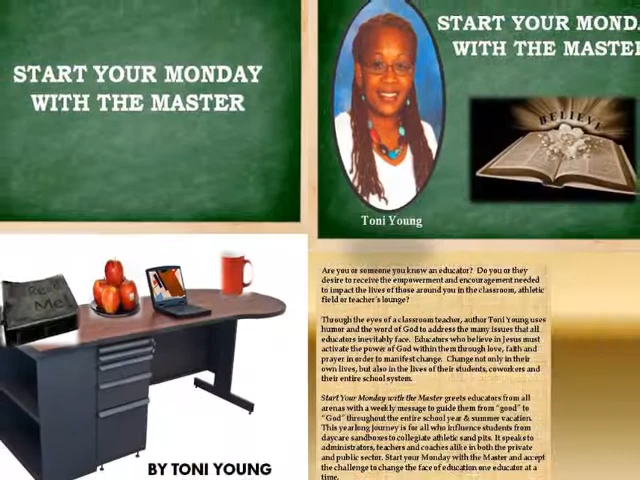 START YOUR MONDAY
WITH THE MASTER
START YOUR MONDA
WITH THE MASTER
BELIEVE
Toni Young
Read
Me!
BY TONI YOUNG
Are you or someone you know an educator? Do you or they
desire to receive the empowerment and encouragement needed
to impact the lives of those around you in the classroom, athletic
field or teacher's lounge?
Through the eyes of a classroom teacher, author Toni Young uses
humor and the word of God to address the many issues that all
educators inevitably face. Educators who believe in Jesus must
activate the power of God within them through love, faith and
prayer in order to manifest change. Change not only in their
own lives, but also in the lives of their students, coworkers and
their entire school system.
Start Your Monday with the Master greets educators from all
arenas with a weekly message to guide them from "good" to
"God" throughout the entire school year & summer vacation.
This yearlong journey is for all who influence students from
daycare sandboxes to collegiate athletic sand pits. It speaks to
administrators, teachers and coaches alike in both the private
and public sector. Start your Monday with the Master and accept
the challenge to change the face of education one educator at a
time.